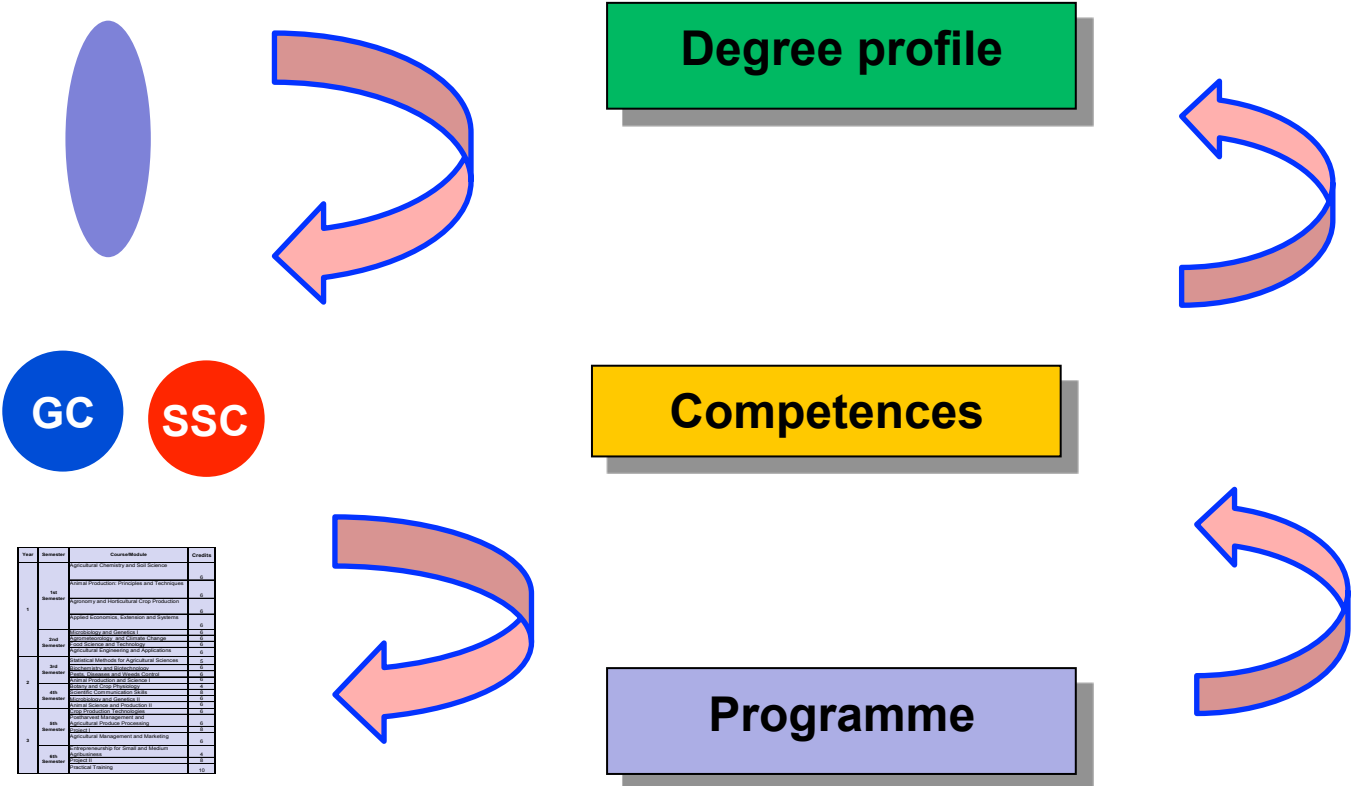 Degree profile
GC
SSC
Competences
Programme
Year Semester Course/Module Credits
1
1st
Semester
Agricultural Chemistry and Soil Science
6
Animal Production: Principles and Techniques
6
Agronomy and Horticultural Crop Production
6
Applied Economics, Extension and Systems
6
2nd
Semester
Microbiology and Genetics I 6
Agrometeorology and Climate Change 6
Food Science and Technology 6
Agricultural Engineering and Applications
6
2
3rd
Semester
Statistical Methods for Agricultural Sciences 5
Biochemistry and Biotechnology 6
Pests, Diseases and Weeds Control 6
Animal Production and Science I 6
4th
Semester
Botany and Crop Physiology 4
Scientific Communication Skills 8
Microbiology and Genetics II 6
Animal Science and Production II 6
3
5th
Semester
Crop Production Technologies 6
Postharvest Management and
Agricultural Produce Processing 6
Project I 8
Agricultural Management and Marketing
6
6th
Semester
Entrepreneurship for Small and Medium
Agribusiness 4
Project II 8
Practical Training
10